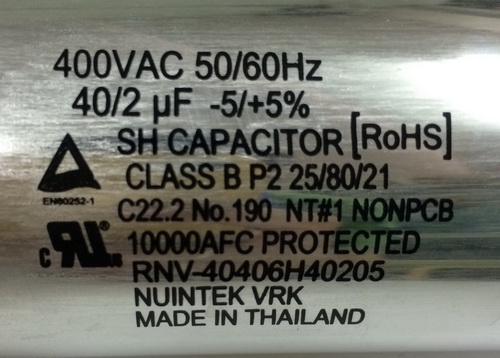 400VAC 50/60Hz
40/2 µF -5/+5%
SH CAPACITOR [RoHS]
CLASS B P2 25/80/21
EN60252-1
C22.2 No.190 NT#1 NONPCB
10000AFC PROTECTED
RNV-40406H40205
NUINTEK VRK
MADE IN THAILAND